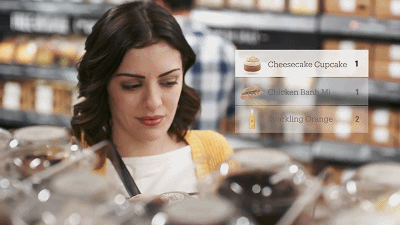 Cheesecake Cupcake 1
Chicken Banh Mi 1
Sparkling Orange 2